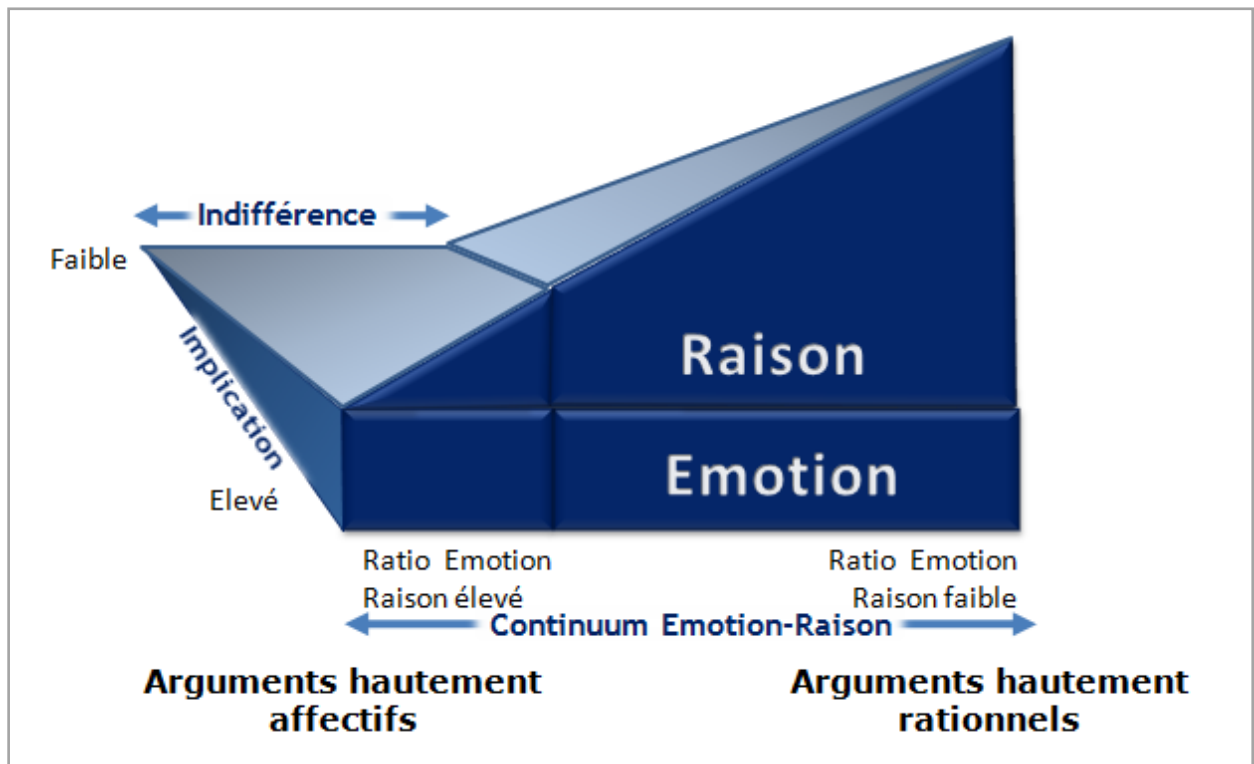 Indifférence
Faible
Implication
Raison
Emotion
Elevé
Ratio Emotion
Raison élevé
Ratio Emotion
Raison faible
Continuum Emotion-Raison
Arguments hautement
affectifs
Arguments hautement
rationnels